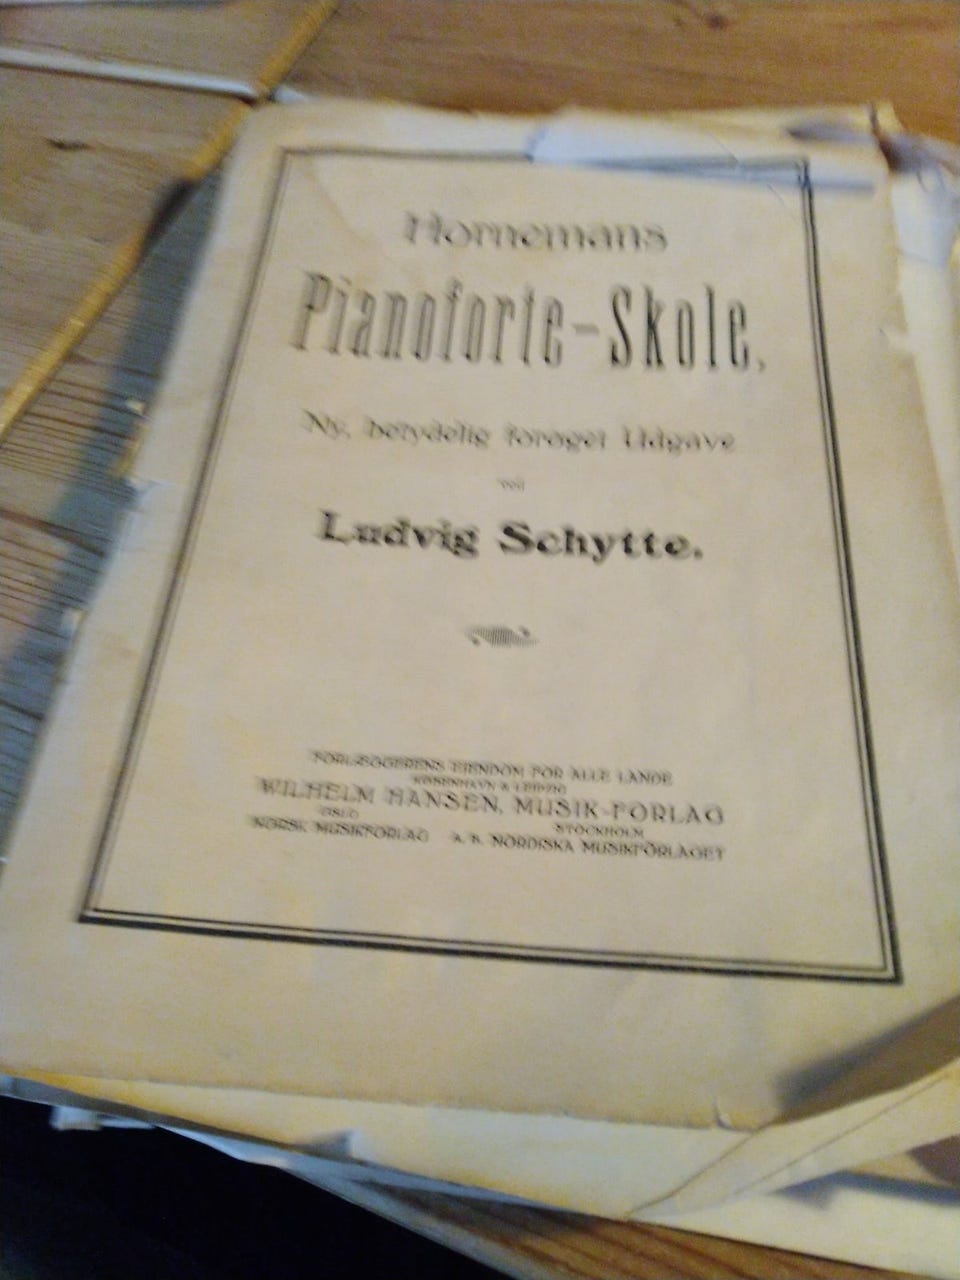 Hornemans
Pianoforte-Skole.
Ny, betydelig forøget Udgave
ved
Ludvig Schytte.
FORLÆGGERENS EIENDOM FOR ALLE LANDE
KØBENHAVN & LEIPZIG
WILHELM HANSEN, MUSIK-FORLAG
OSLO STOCKHOLM
NORSK MUSIKFORLAG A. B. NORDISKA MUSIKFÖRLAGET